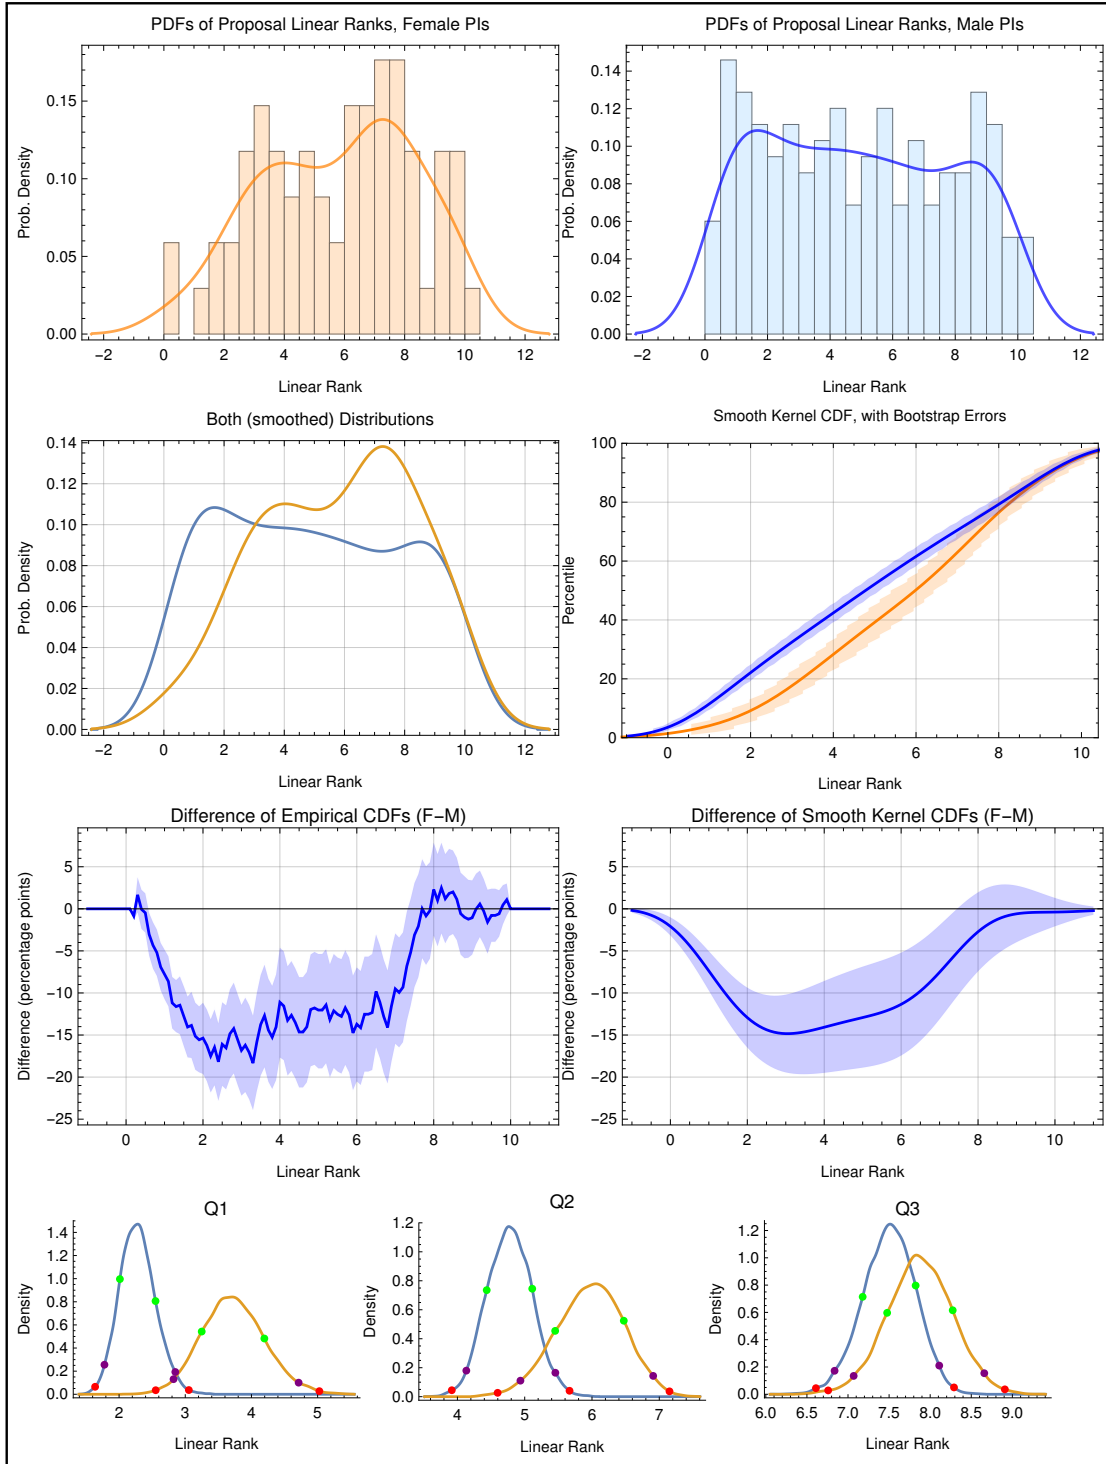 PDFs of Proposal Linear Ranks, Female PIs
Prob. Density
0.15
0.10
0.05
0.00
−2 0 2 4 6 8 10 12
Linear Rank
PDFs of Proposal Linear Ranks, Male PIs
Prob. Density
0.14
0.12
0.10
0.08
0.06
0.04
0.02
0.00
−2 0 2 4 6 8 10 12
Linear Rank
Both (smoothed) Distributions
Prob. Density
0.14
0.12
0.10
0.08
0.06
0.04
0.02
0.00
−2 0 2 4 6 8 10 12
Linear Rank
Smooth Kernel CDF, with Bootstrap Errors
Percentile
100
80
60
40
20
0
0 2 4 6 8 10
Linear Rank
Difference of Empirical CDFs (F−M)
Difference (percentage points)
5
0
−5
−10
−15
−20
−25
0 2 4 6 8 10
Linear Rank
Difference of Smooth Kernel CDFs (F−M)
Difference (percentage points)
5
0
−5
−10
−15
−20
−25
0 2 4 6 8 10
Linear Rank
Q1
Density
1.4
1.2
1.0
0.8
0.6
0.4
0.2
0.0
2 3 4 5
Linear Rank
Q2
Density
1.2
1.0
0.8
0.6
0.4
0.2
0.0
4 5 6 7
Linear Rank
Q3
Density
1.2
1.0
0.8
0.6
0.4
0.2
0.0
6.0 6.5 7.0 7.5 8.0 8.5 9.0
Linear Rank